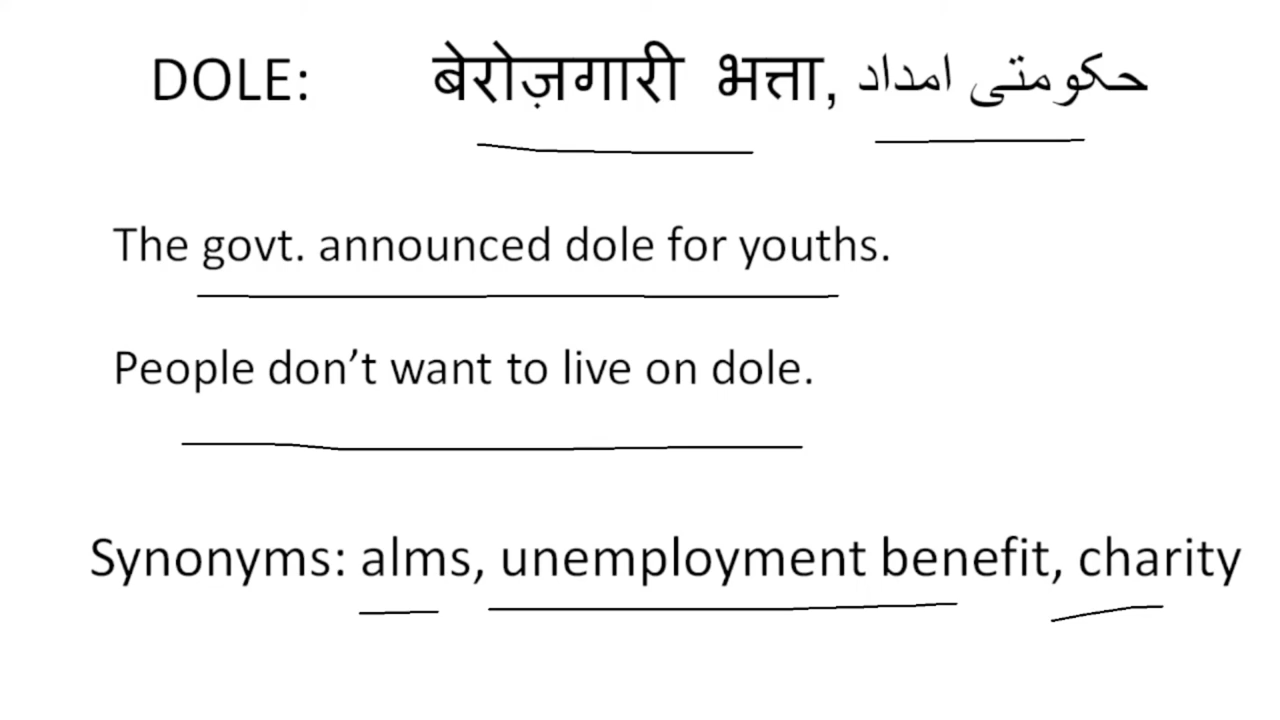 DOLE: बेरोज़गारी भत्ता, حکومتی امداد
The govt. announced dole for youths.
People don’t want to live on dole.
Synonyms: alms, unemployment benefit, charity